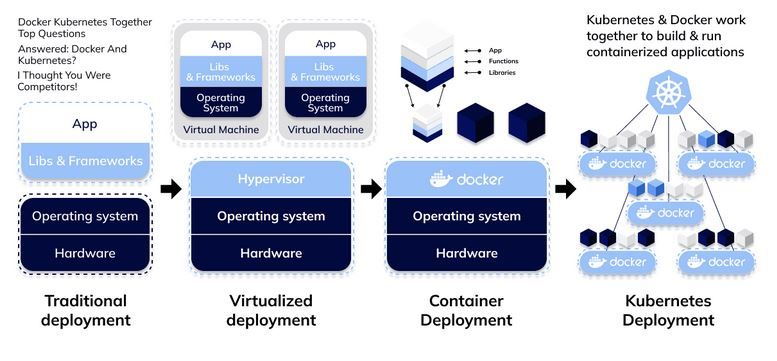 Docker Kubernetes Together
Top Questions
Answered: Docker And
Kubernetes?
I Thought You Were
Competitors!
App
Libs & Frameworks
Operating system
Hardware
Traditional
deployment
App
Libs
& Frameworks
Operating
System
Virtual Machine
App
Libs
& Frameworks
Operating
System
Virtual Machine
Hypervisor
Operating system
Hardware
Virtualized
deployment
App
Functions
Libraries
docker
Operating system
Hardware
Container
Deployment
Kubernetes & Docker work
together to build & run
containerized applications
docker
docker
docker
docker
docker
Kubernetes
Deployment